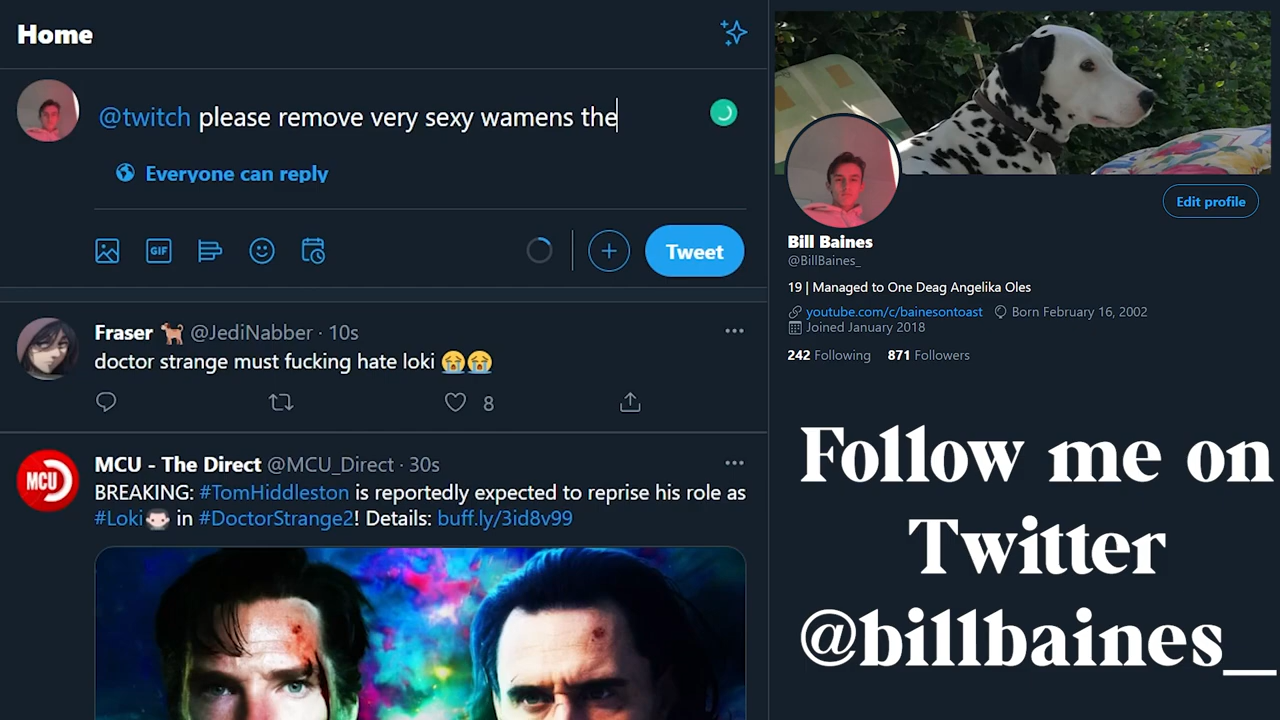 Home
@twitch please remove very sexy wamens the
Everyone can reply
GIF
Tweet
Fraser 🐕 @JediNabber · 10s
doctor strange must fucking hate loki 😭😭
8
MCU
MCU - The Direct @MCU_Direct · 30s
BREAKING: #TomHiddleston is reportedly expected to reprise his role as
#Loki in #DoctorStrange2! Details: buff.ly/3id8v99
Edit profile
Bill Baines
@BillBaines_
19 | Managed to One Deag Angelika Oles
youtube.com/c/bainesontoast Born February 16, 2002
Joined January 2018
242 Following 871 Followers
Follow me on
Twitter
@billbaines_